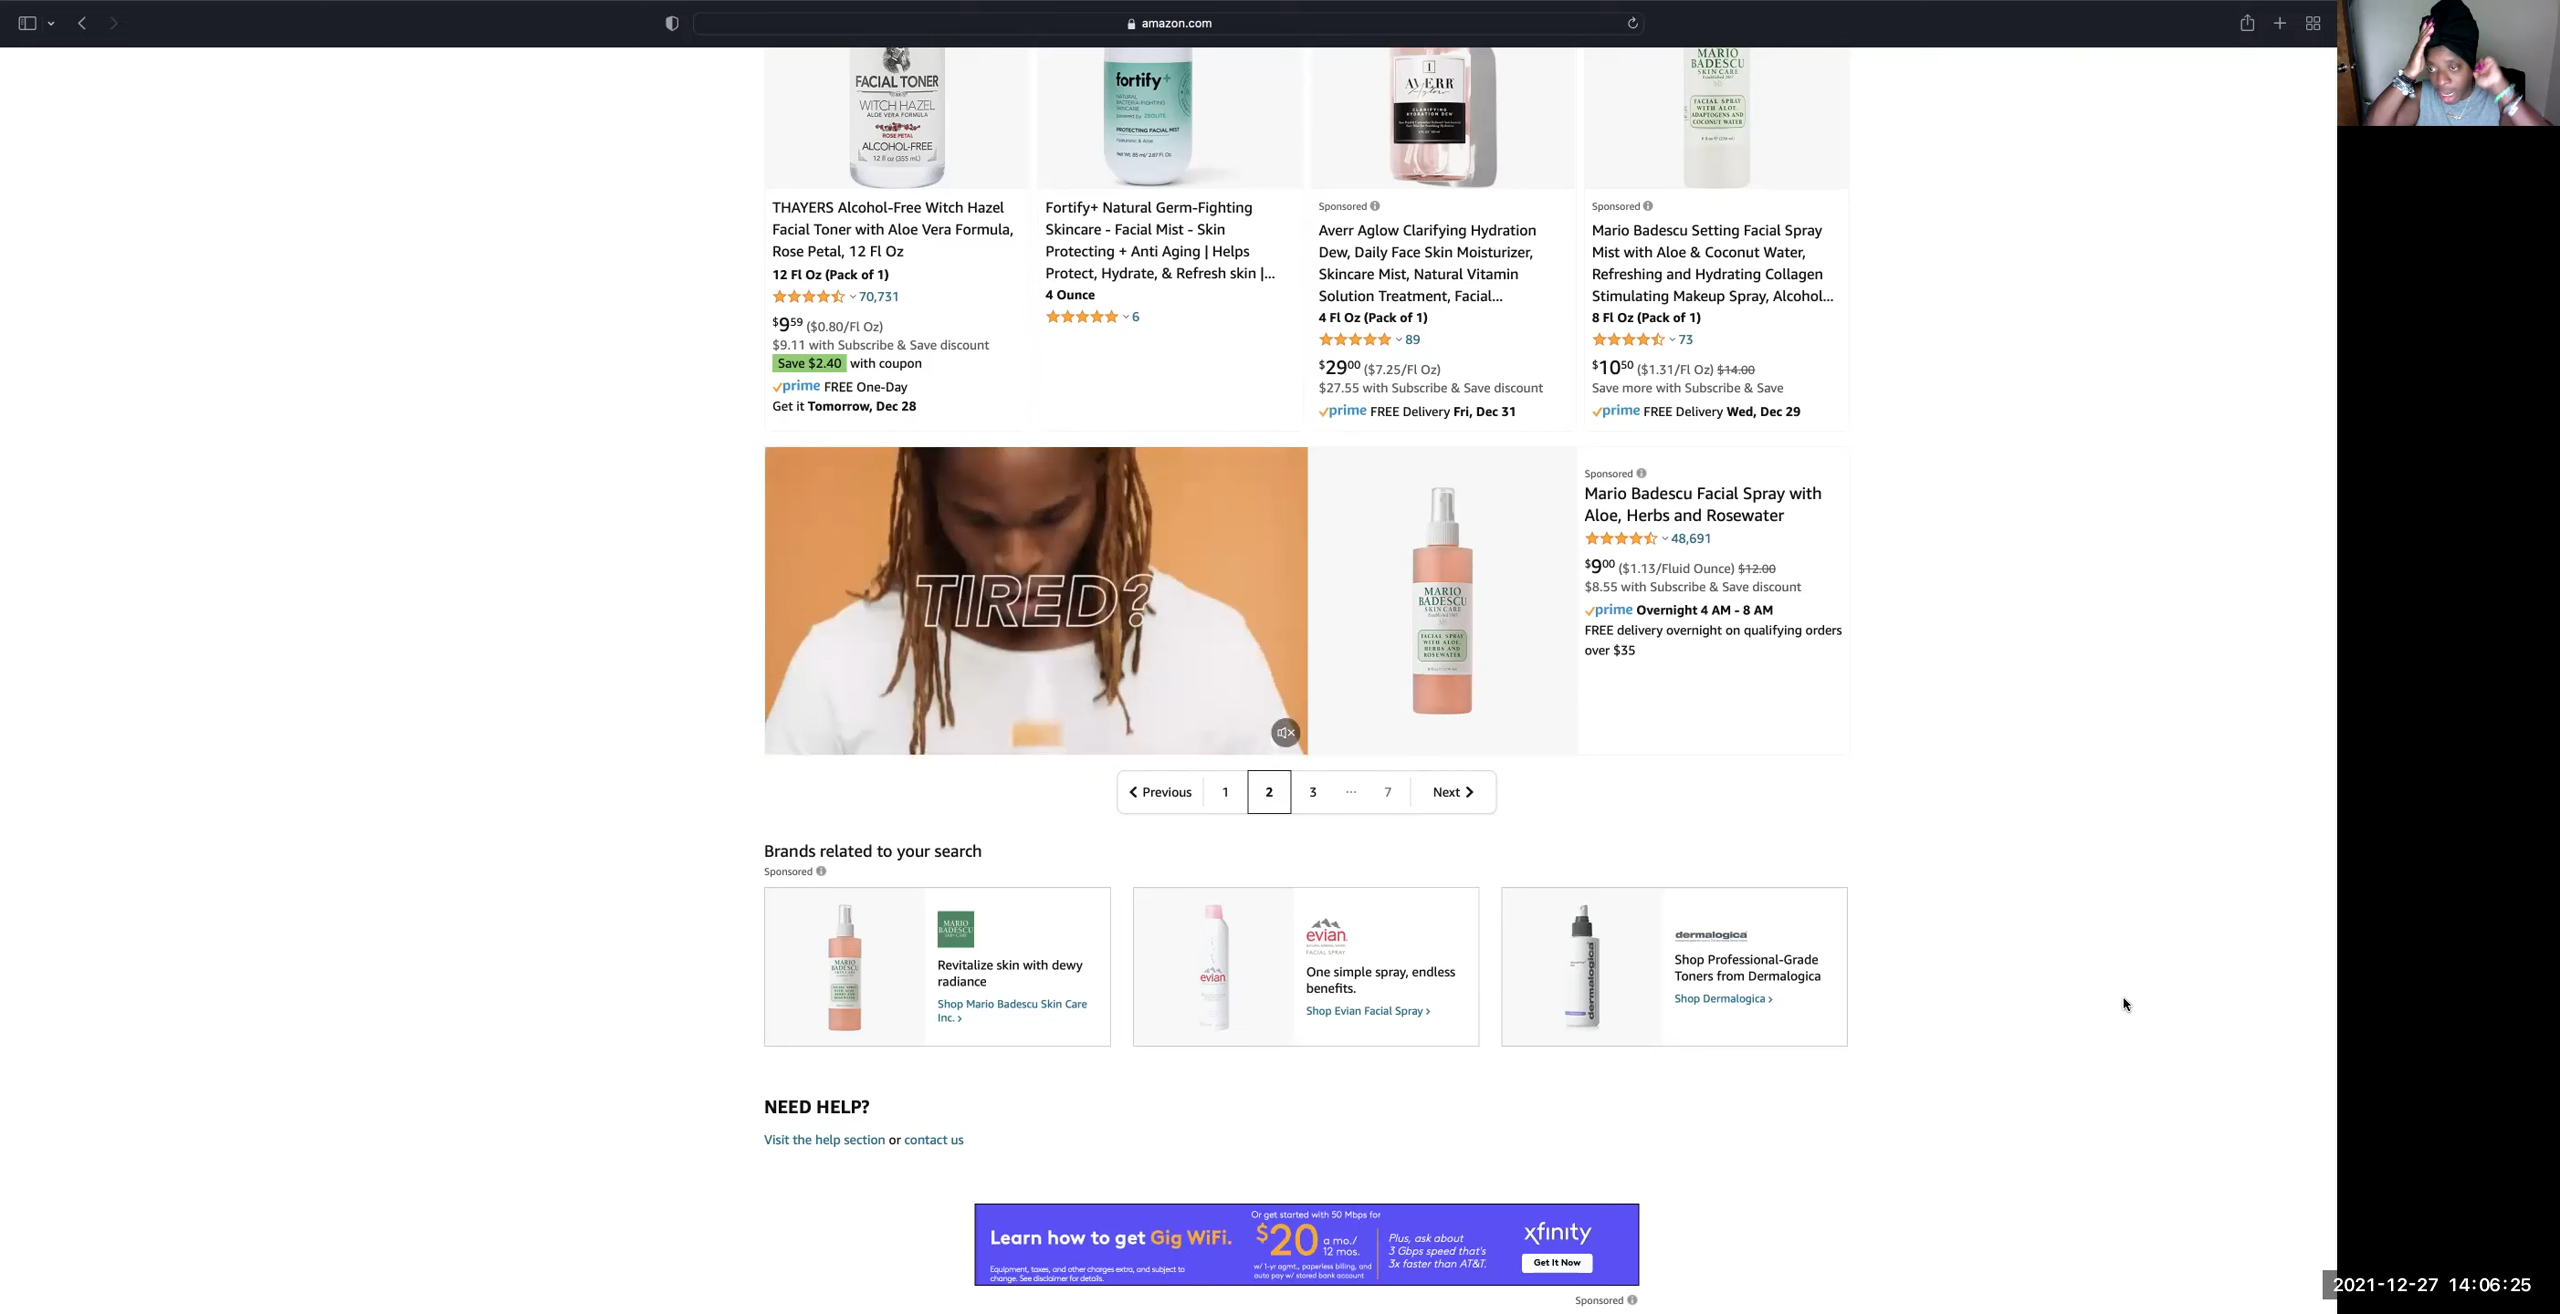 amazon.com
FACIAL TONER
WITCH HAZEL
ALOE VERA FORMULA
ROSE PETAL
ALCOHOL-FREE
12 fl oz (355 mL)
fortify+
NATURAL
BACTERIA-FIGHTING
SKINCARE
powered by ZEOLITE
PROTECTING FACIAL MIST
Hyaluronic & Aloe
Net Wt. 85 ml/ 2.87 Fl. Oz.
1
AVERR
Aglow
CLARIFYING
HYDRATION DEW
MARIO
BADESCU
SKIN CARE
FACIAL SPRAY
WITH ALOE,
ADAPTOGENS AND
COCONUT WATER
THAYERS Alcohol-Free Witch Hazel
Facial Toner with Aloe Vera Formula,
Rose Petal, 12 Fl Oz
12 Fl Oz (Pack of 1)
70,731
$9 59 ($0.80/Fl Oz)
$9.11 with Subscribe & Save discount
Save $2.40 with coupon
prime FREE One-Day
Get it Tomorrow, Dec 28
Fortify+ Natural Germ-Fighting
Skincare - Facial Mist - Skin
Protecting + Anti Aging | Helps
Protect, Hydrate, & Refresh skin |...
4 Ounce
6
Sponsored
Averr Aglow Clarifying Hydration
Dew, Daily Face Skin Moisturizer,
Skincare Mist, Natural Vitamin
Solution Treatment, Facial...
4 Fl Oz (Pack of 1)
89
$29 00 ($7.25/Fl Oz)
$27.55 with Subscribe & Save discount
prime FREE Delivery Fri, Dec 31
Sponsored
Mario Badescu Setting Facial Spray
Mist with Aloe & Coconut Water,
Refreshing and Hydrating Collagen
Stimulating Makeup Spray, Alcohol...
8 Fl Oz (Pack of 1)
73
$10 50 ($1.31/Fl Oz) $14.00
Save more with Subscribe & Save
prime FREE Delivery Wed, Dec 29
TIRED?
MARIO
BADESCU
SKIN CARE
FACIAL SPRAY
WITH ALOE,
HERBS AND
ROSEWATER
Sponsored
Mario Badescu Facial Spray with
Aloe, Herbs and Rosewater
48,691
$9 00 ($1.13/Fluid Ounce) $12.00
$8.55 with Subscribe & Save discount
prime Overnight 4 AM - 8 AM
FREE delivery overnight on qualifying orders
over $35
Previous 1 2 3 ... 7 Next
Brands related to your search
Sponsored
MARIO
BADESCU
MARIO
BADESCU
SKIN CARE
Revitalize skin with dewy
radiance
Shop Mario Badescu Skin Care
Inc. ›
evian
evian
FACIAL SPRAY
One simple spray, endless
benefits.
Shop Evian Facial Spray ›
dermalogica
dermalogica
Shop Professional-Grade
Toners from Dermalogica
Shop Dermalogica ›
NEED HELP?
Visit the help section or contact us
Learn how to get Gig WiFi.
Equipment, taxes, and other charges extra, and subject to
change. See disclaimer for details.
Or get started with 50 Mbps for
$20 a mo./
12 mos.
w/ 1-yr agmt., paperless billing, and
auto pay w/ stored bank account
Plus, ask about
3 Gbps speed that's
3x faster than AT&T.
xfinity
Get It Now
Sponsored
2021-12-27 14:06:25